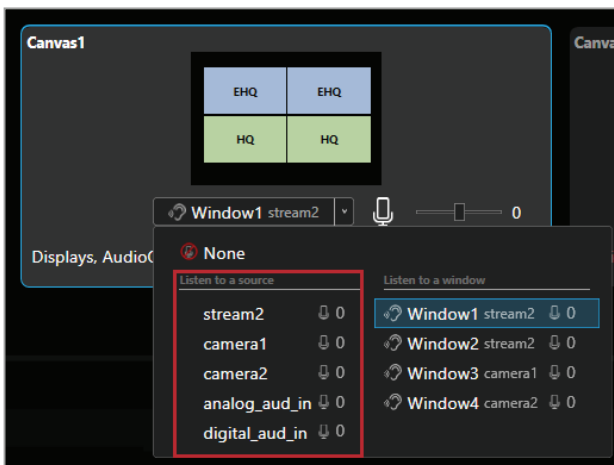 Canvas1
Canva
EHQ EHQ
HQ HQ
Window1 stream2
0
Displays, Audio
None
Listen to a source
stream2 0
camera1 0
camera2 0
analog_aud_in 0
digital_aud_in 0
Listen to a window
Window1 stream2 0
Window2 stream2 0
Window3 camera1 0
Window4 camera2 0